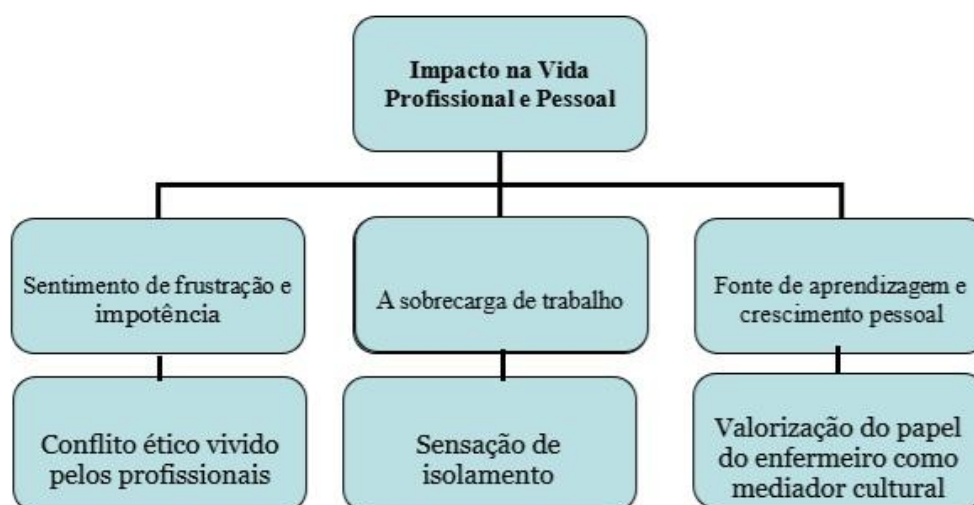 Impacto na Vida
Profissional e Pessoal
Sentimento de frustração e
impotência
A sobrecarga de trabalho
Fonte de aprendizagem e
crescimento pessoal
Conflito ético vivido
pelos profissionais
Sensação de
isolamento
Valorização do papel
do enfermeiro como
mediador cultural